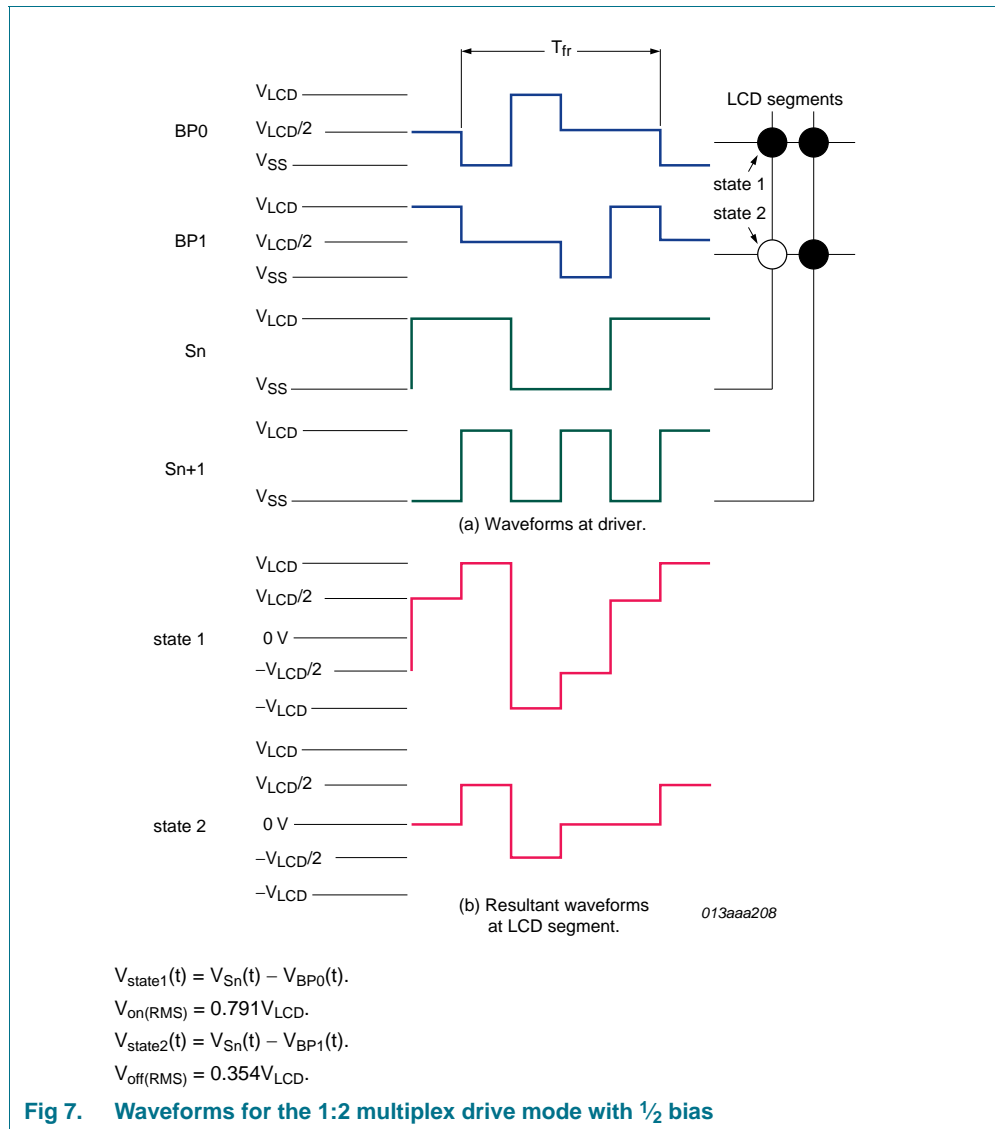 Tfr
VLCD
VLCD/2
VSS
BP0
LCD segments
state 1
state 2
VLCD
VLCD/2
VSS
BP1
VLCD
VSS
Sn
VLCD
VSS
Sn+1
(a) Waveforms at driver.
VLCD
VLCD/2
0 V
−VLCD/2
−VLCD
state 1
VLCD
VLCD/2
0 V
−VLCD/2
−VLCD
state 2
(b) Resultant waveforms
at LCD segment.
013aaa208
Vstate1(t) = VSn(t) − VBP0(t).
Von(RMS) = 0.791VLCD.
Vstate2(t) = VSn(t) − VBP1(t).
Voff(RMS) = 0.354VLCD.
Fig 7. Waveforms for the 1:2 multiplex drive mode with 1⁄2 bias